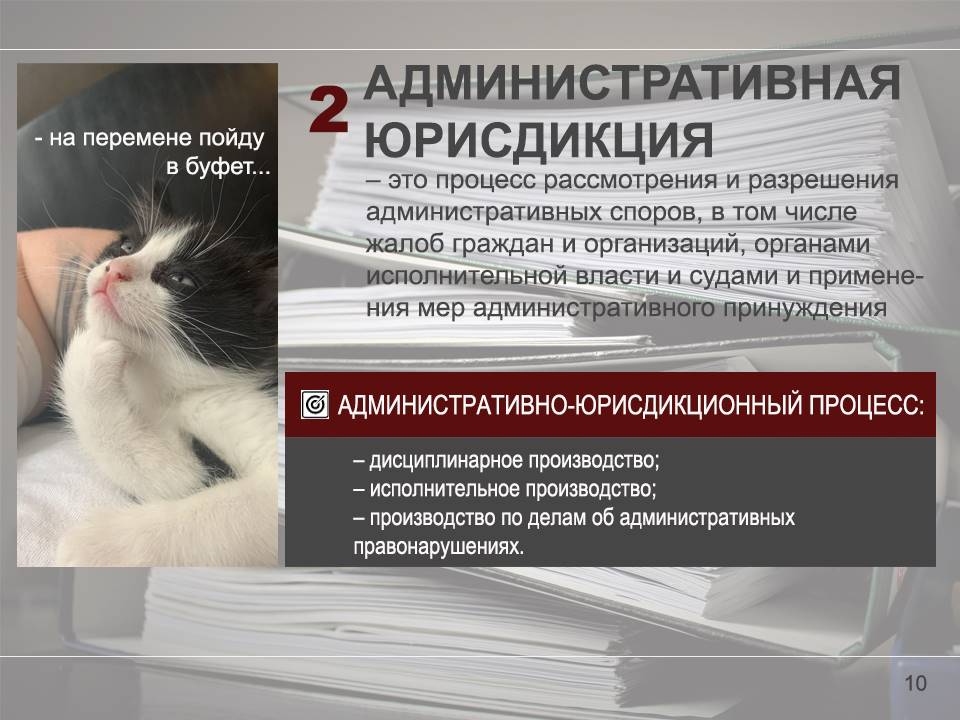 - на перемене пойду
в буфет...
2
АДМИНИСТРАТИВНАЯ
ЮРИСДИКЦИЯ
– это процесс рассмотрения и разрешения
административных споров, в том числе
жалоб граждан и организаций, органами
исполнительной власти и судами и примене-
ния мер административного принуждения
АДМИНИСТРАТИВНО-ЮРИСДИКЦИОННЫЙ ПРОЦЕСС:
– дисциплинарное производство;
– исполнительное производство;
– производство по делам об административных
правонарушениях.
10